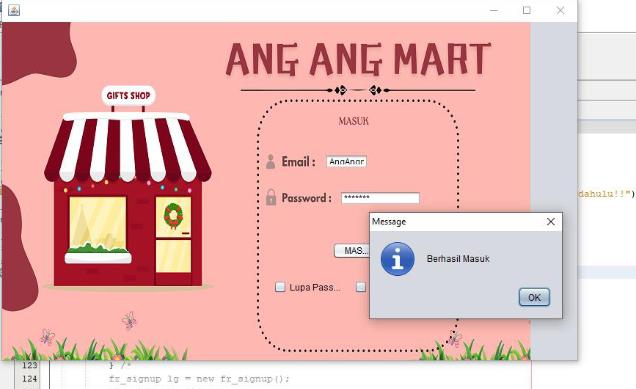 ANG ANG MART
GIFTS SHOP
MASUK
Email :
AngAngr
Password :
*******
MAS...
Lupa Pass...
Message
Berhasil Masuk
OK
dahulu!!")
123 } /*
124 fr_signup lg = new fr_signup();